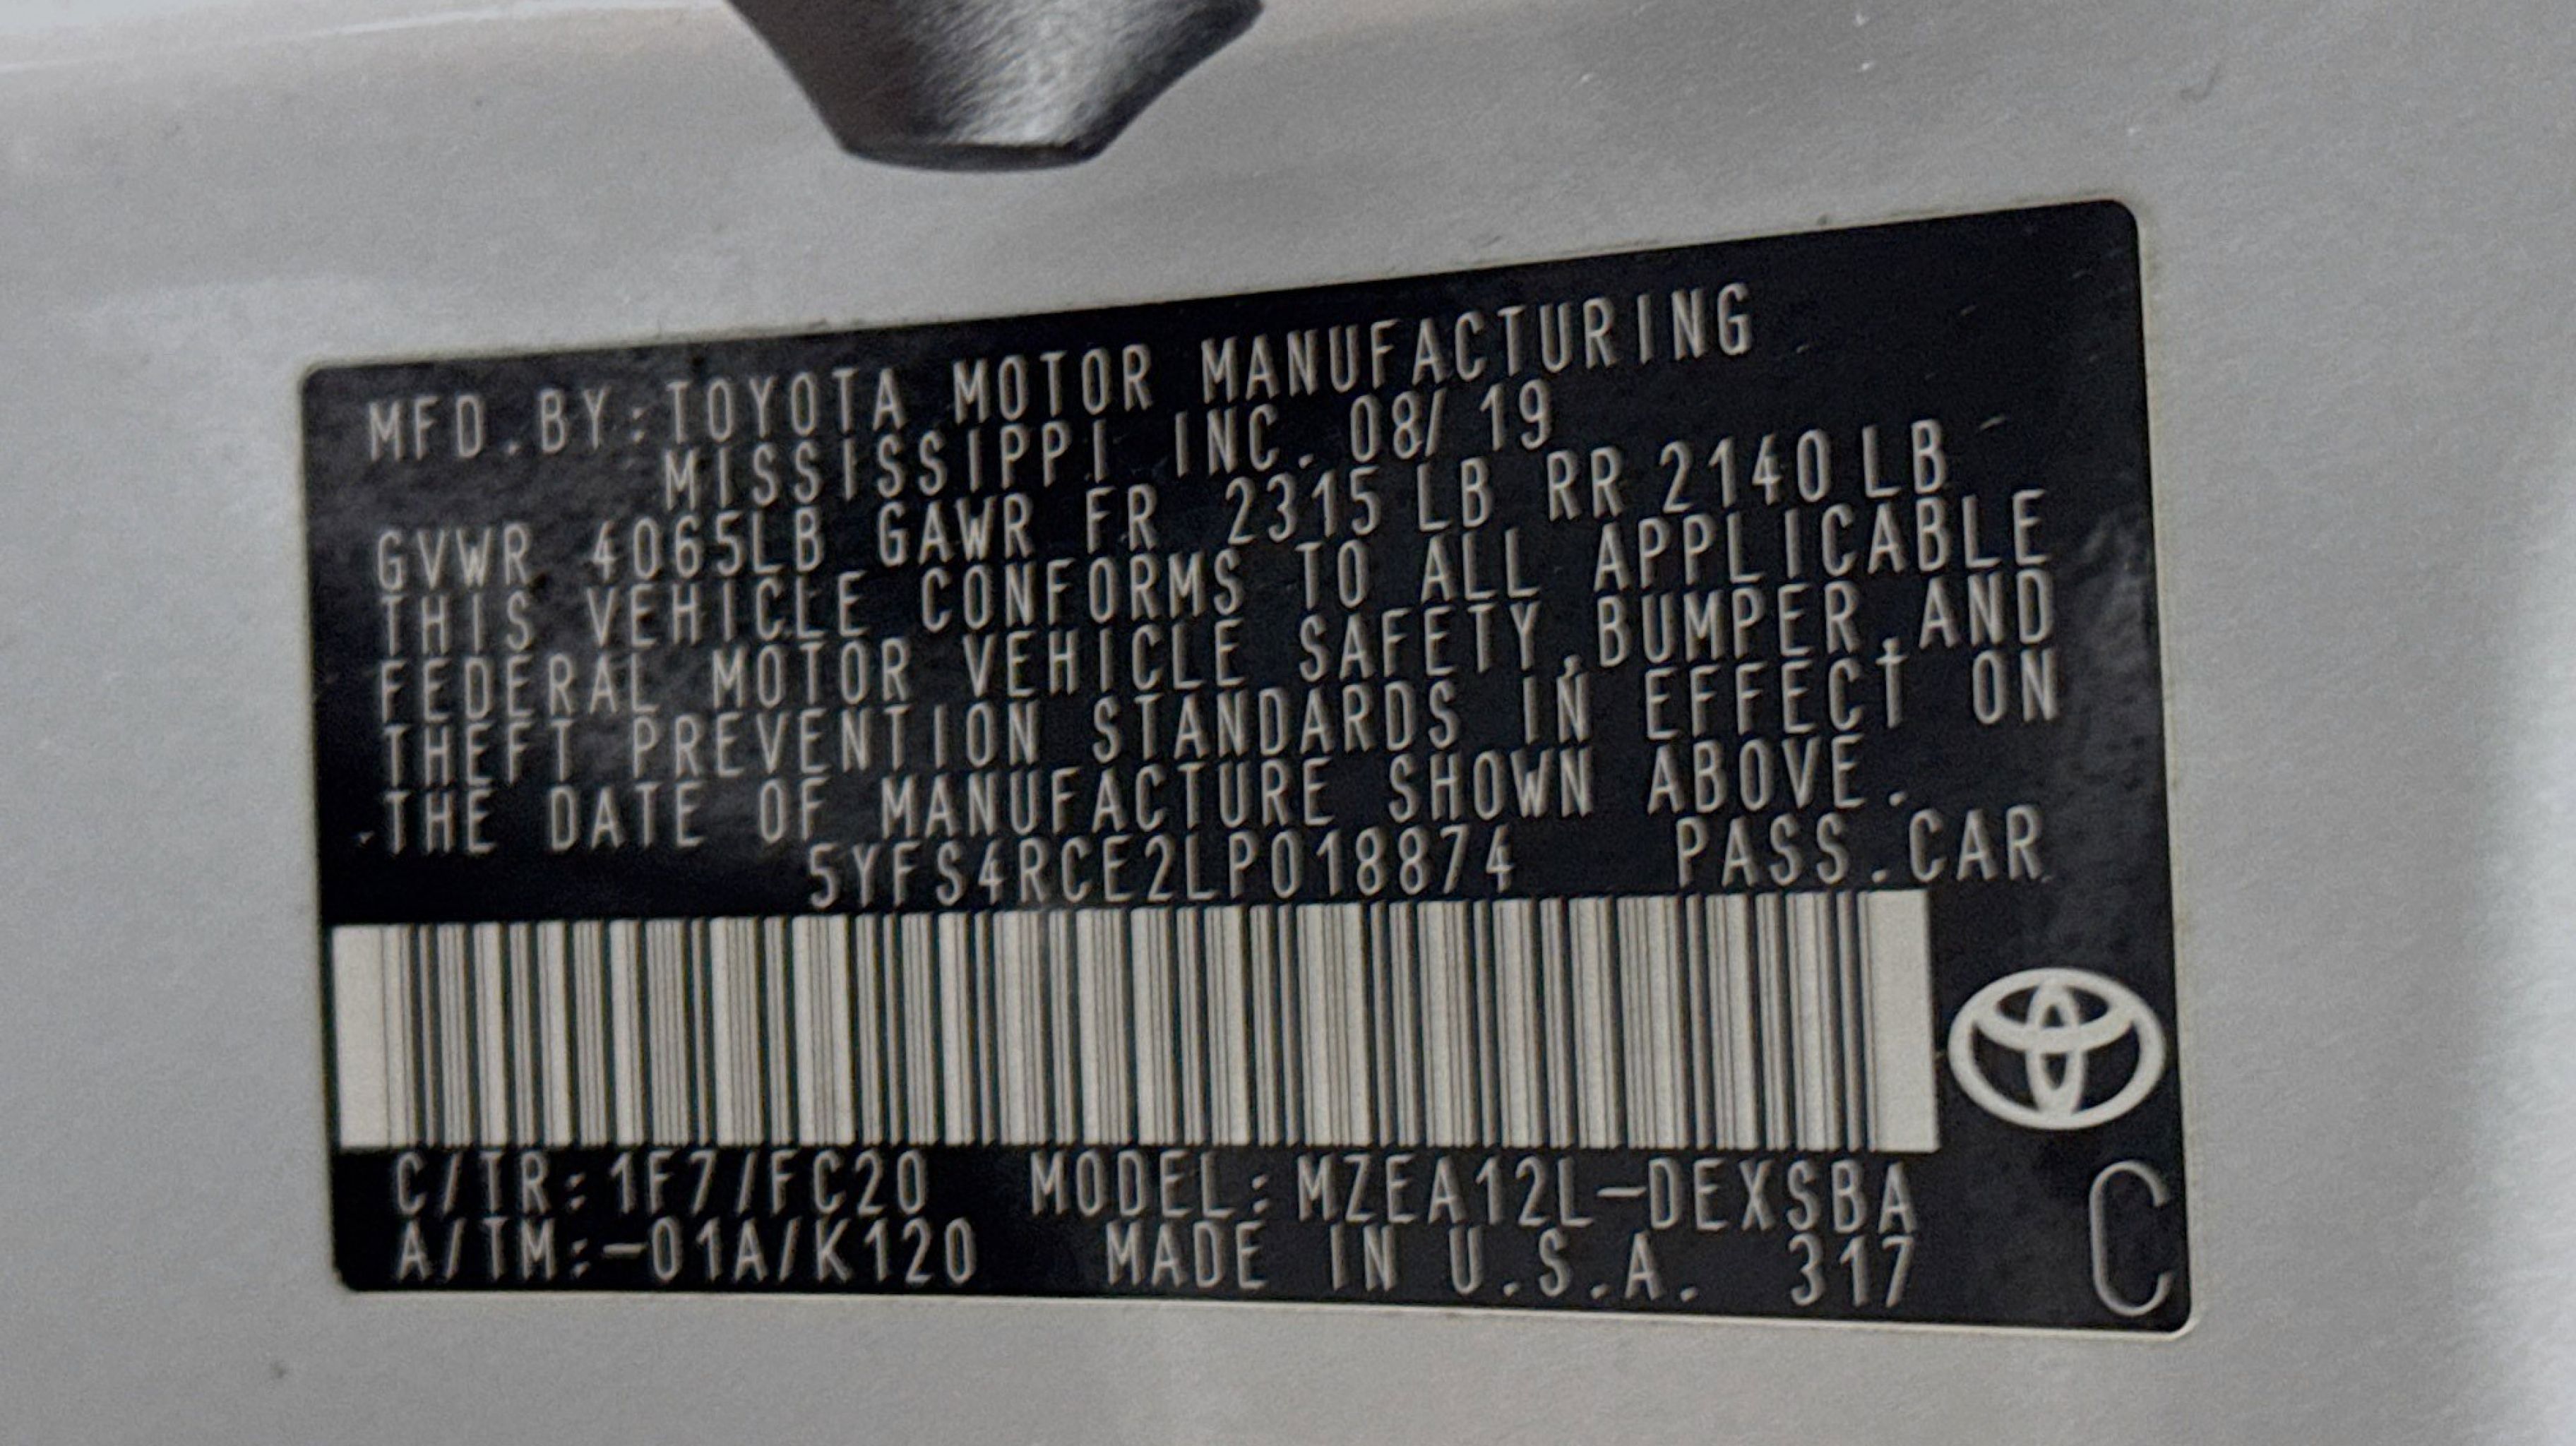 MFD.BY:TOYOTA MOTOR MANUFACTURING
MISSISSIPPI INC. 08/19
GVWR 4065LB GAWR FR 2315LB RR 2140LB
THIS VEHICLE CONFORMS TO ALL APPLICABLE
FEDERAL MOTOR VEHICLE SAFETY,BUMPER,AND
THEFT PREVENTION STANDARDS IN EFFECT ON
THE DATE OF MANUFACTURE SHOWN ABOVE.
5YFS4RCE2LP018874 PASS.CAR
C/TR:1F7/FC20 MODEL:MZEA12L-DEXSBA
A/TM:-01A/K120 MADE IN U.S.A. 317
C